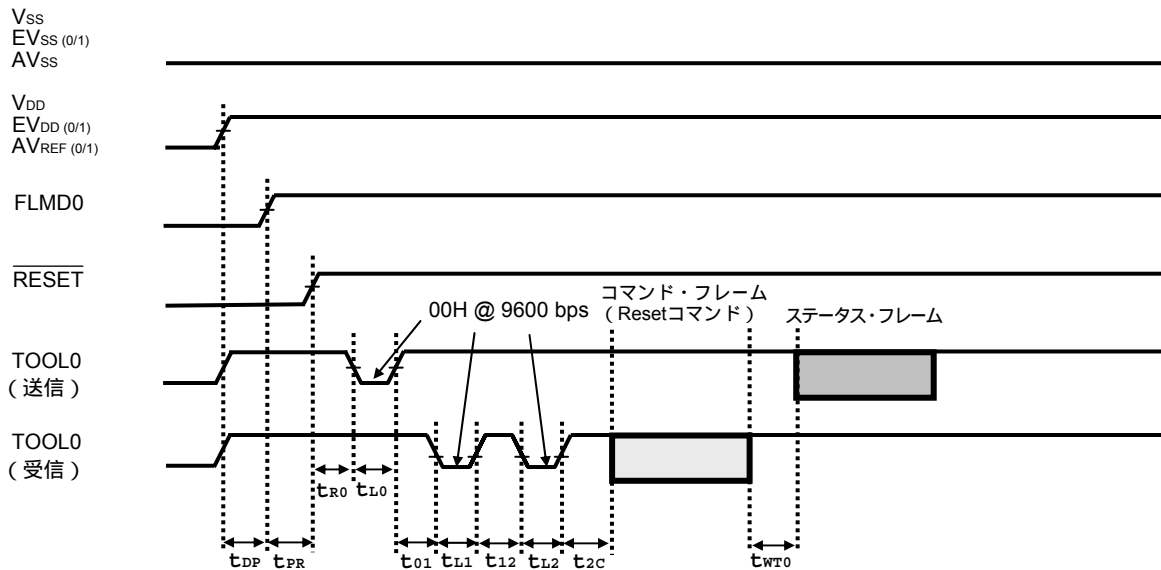 VSS
EVSS (0/1)
AVSS
VDD
EVDD (0/1)
AVREF (0/1)
FLMD0
RESET
コマンド・フレーム
（Resetコマンド）
ステータス・フレーム
00H @ 9600 bps
TOOL0
（送信）
TOOL0
（受信）
tR0
tL0
tDP
tPR
t01
tL1
t12
tL2
t2C
tWT0